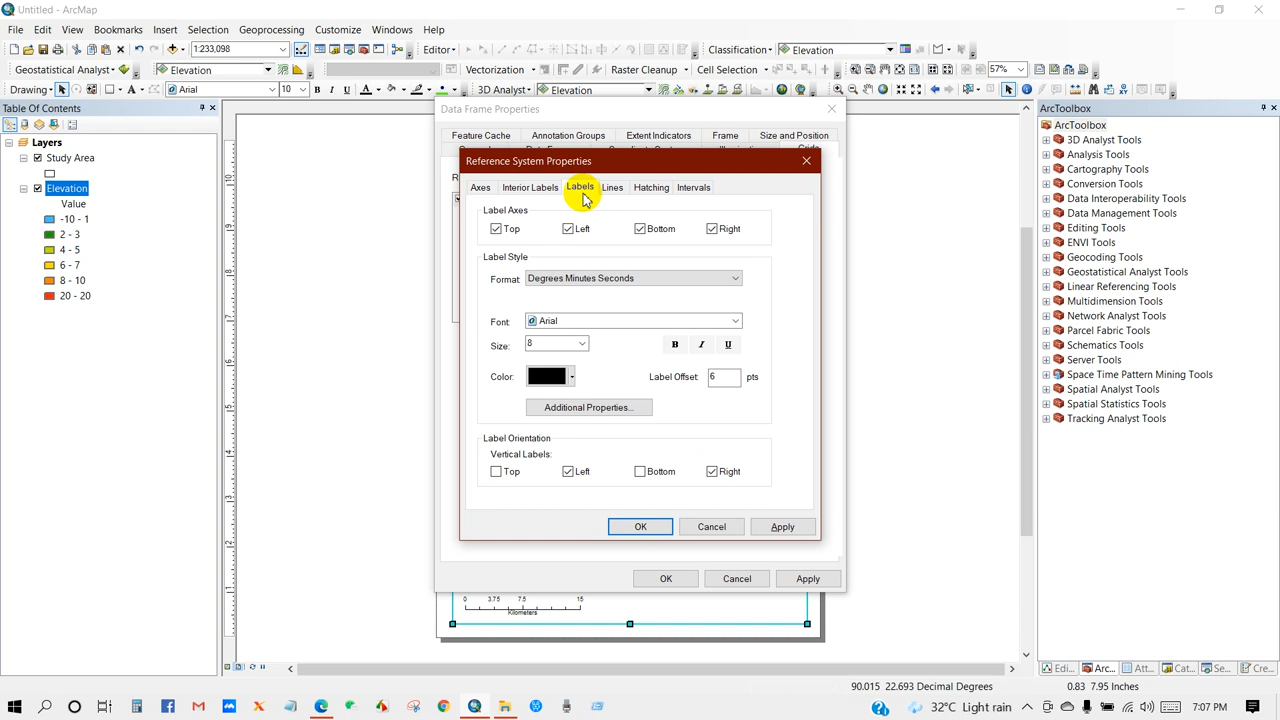 Untitled - ArcMap
File Edit View Bookmarks Insert Selection Geoprocessing Customize Windows Help
1:233,098 Editor Classification Elevation
Geostatistical Analyst Elevation Vectorization Raster Cleanup Cell Selection 57%
Drawing Arial 10 B I U A 3D Analyst Elevation
Table Of Contents
Layers
Study Area
Elevation
Value
-10 - 1
2 - 3
4 - 5
6 - 7
8 - 10
20 - 20
Data Frame Properties
Feature Cache Annotation Groups Extent Indicators Frame Size and Position
Reference System Properties
Axes Interior Labels Labels Lines Hatching Intervals
Label Axes
Top Left Bottom Right
Label Style
Format Degrees Minutes Seconds
Font: Arial
Size: 8 B I U
Color: Label Offset: 6 pts
Additional Properties...
Label Orientation
Vertical Labels:
Top Left Bottom Right
OK Cancel Apply
OK Cancel Apply
0 3.75 7.5 15
Kilometers
ArcToolbox
ArcToolbox
3D Analyst Tools
Analysis Tools
Cartography Tools
Conversion Tools
Data Interoperability Tools
Data Management Tools
Editing Tools
ENVI Tools
Geocoding Tools
Geostatistical Analyst Tools
Linear Referencing Tools
Multidimension Tools
Network Analyst Tools
Parcel Fabric Tools
Schematics Tools
Server Tools
Space Time Pattern Mining Tools
Spatial Analyst Tools
Spatial Statistics Tools
Tracking Analyst Tools
Edi... Arc... Att... Cat... Se... Cre...
90.015 22.693 Decimal Degrees 0.83 7.95 Inches
32°C Light rain 7:07 PM